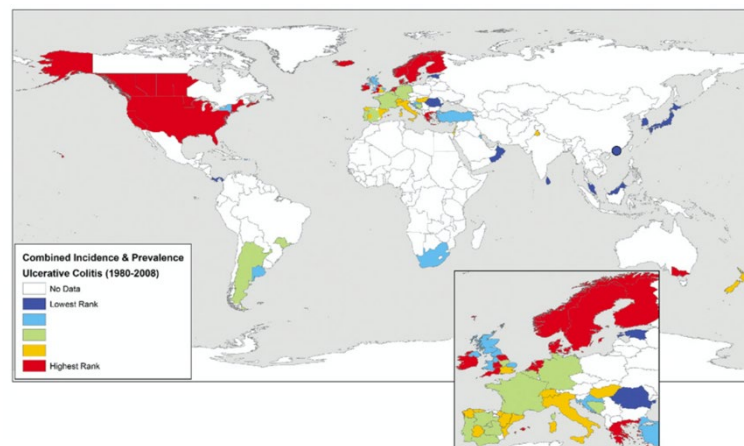 Combined Incidence & Prevalence
Ulcerative Colitis (1980-2008)
No Data
Lowest Rank
Highest Rank